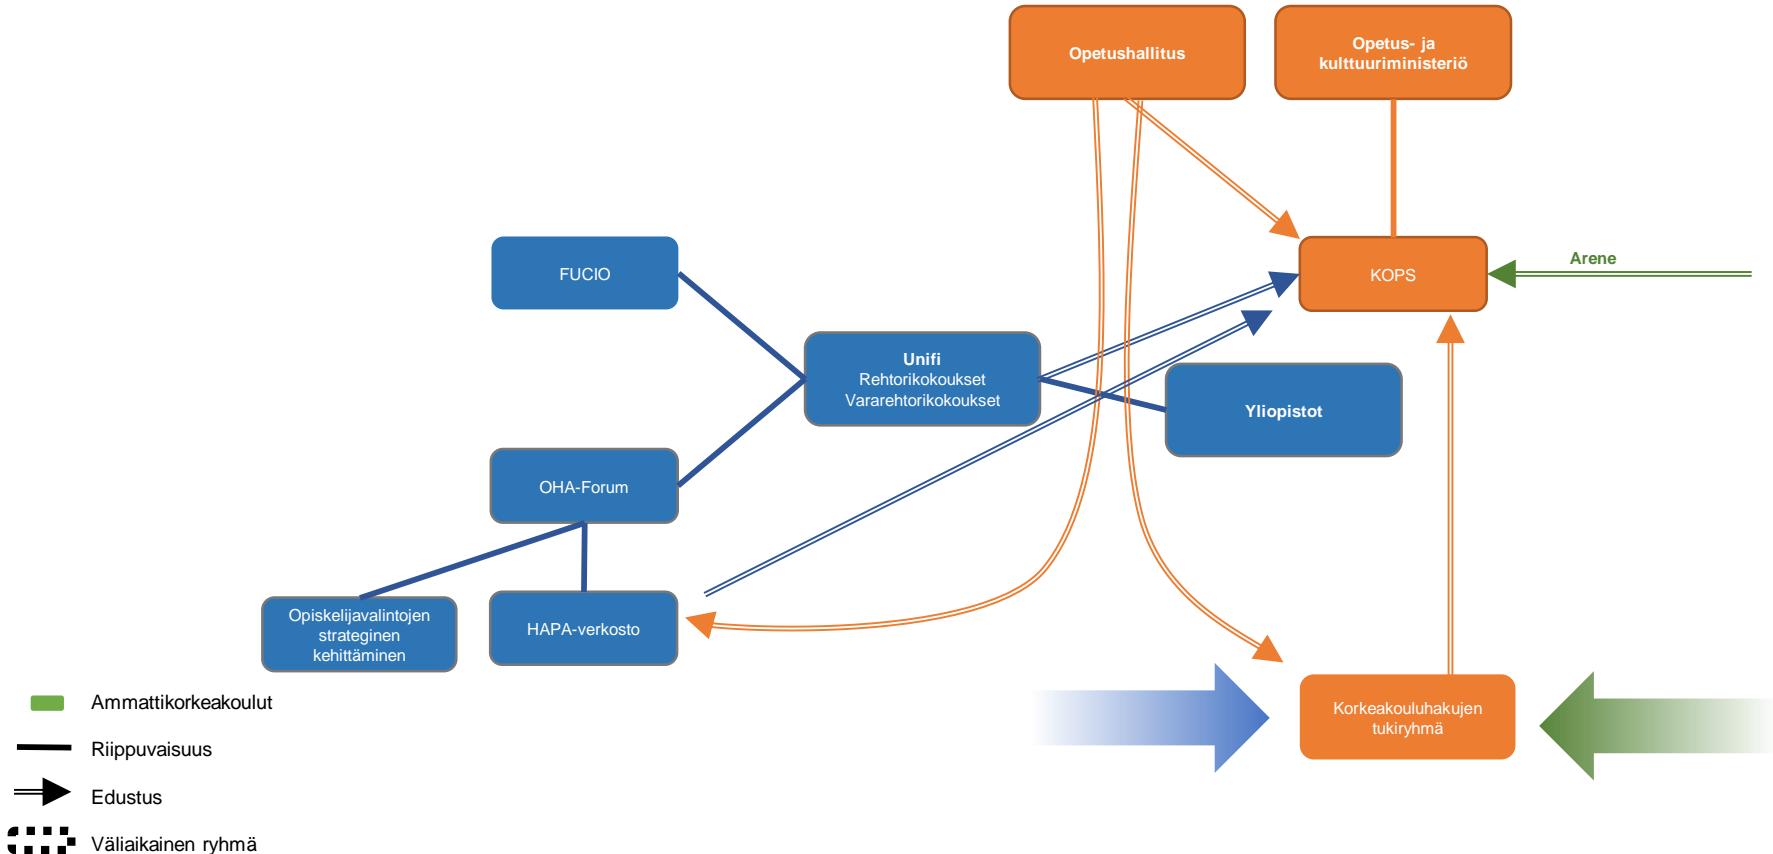 Opetushallitus
Opetus- ja
kulttuuriministeriö
FUCIO
KOPS
Arene
Unifi
Rehtorikokoukset
Vararehtorikokoukset
Yliopistot
OHA-Forum
Opiskelijavalintojen
strateginen
kehittäminen
HAPA-verkosto
Korkeakouluhakujen
tukiryhmä
Ammattikorkeakoulut
Riippuvaisuus
Edustus
Väliaikainen ryhmä